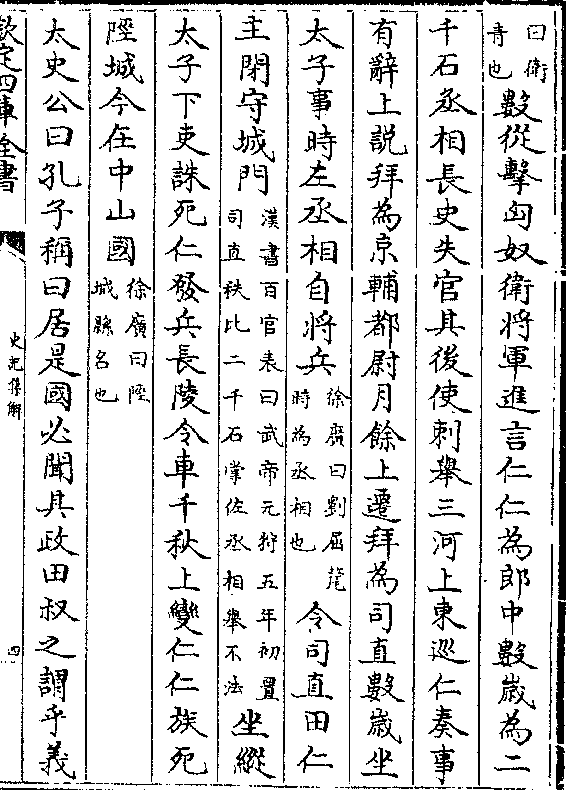 曰衛
青也
數從擊匈奴衛將軍進言仁仁為郎中數嵗為二
千石丞相長史失官其後使刺舉三河上東廵仁奏事
有辭上說拜為京輔都尉月餘上遷拜為司直數嵗坐
太子事時左丞相自將兵
徐廣曰劉屈氂
時為丞相也
令司直田仁
主閉守城門
漢書百官表曰武帝元狩五年初置
司直秩比二千石掌佐丞相舉不法
坐縱
太子下吏誅死仁發兵長陵令車千秋上變仁仁族死
陘城今在中山國
徐廣曰陘
城縣名也
太史公曰孔子稱曰居是國必聞其政田叔之謂乎義
欽定四庫全書
史記集解
四